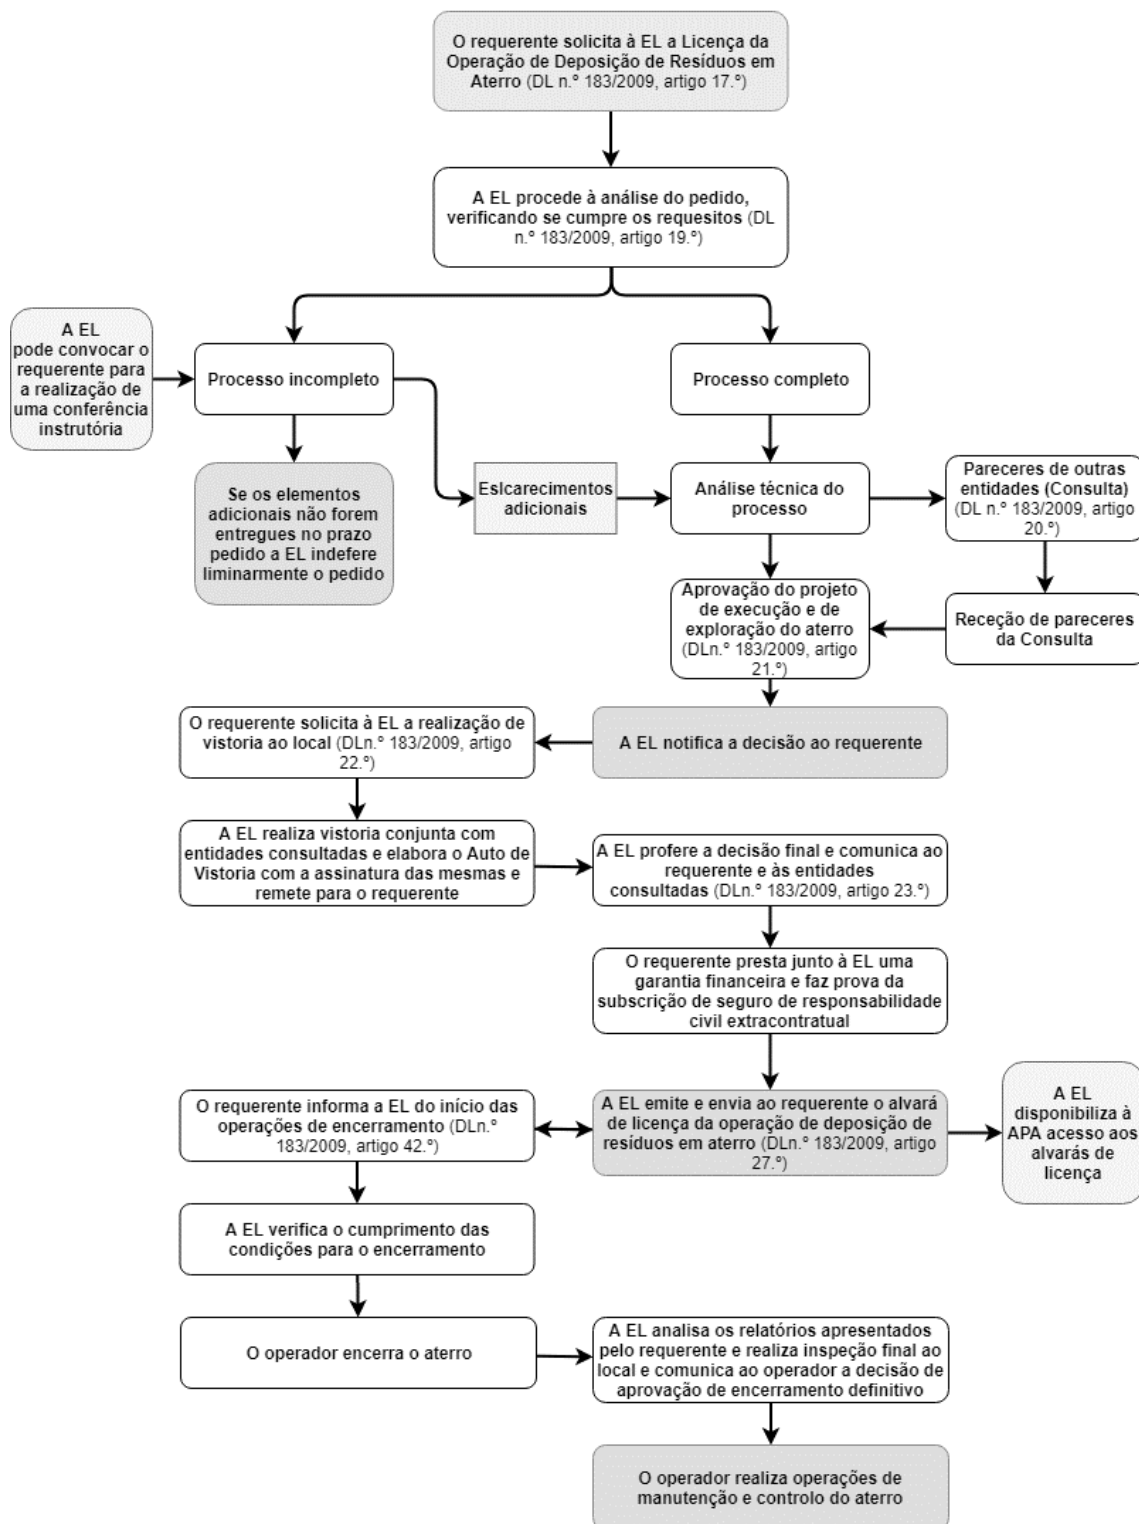 O requerente solicita à EL a Licença da
Operação de Deposição de Resíduos em
Aterro (DL n.º 183/2009, artigo 17.º)
A EL procede à análise do pedido,
verificando se cumpre os requesitos (DL
n.º 183/2009, artigo 19.º)
A EL
pode convocar o
requerente para
a realização de
uma conferência
instrutória
Processo incompleto
Processo completo
Se os elementos
adicionais não forem
entregues no prazo
pedido a EL indefere
liminarmente o pedido
Eslcarecimentos
adicionais
Análise técnica do
processo
Pareceres de outras
entidades (Consulta)
(DL n.º 183/2009, artigo
20.º)
Aprovação do projeto
de execução e de
exploração do aterro
(DLn.º 183/2009, artigo
21.º)
Receção de pareceres
da Consulta
O requerente solicita à EL a realização de
vistoria ao local (DLn.º 183/2009, artigo
22.º)
A EL notifica a decisão ao requerente
A EL realiza vistoria conjunta com
entidades consultadas e elabora o Auto de
Vistoria com a assinatura das mesmas e
remete para o requerente
A EL profere a decisão final e comunica ao
requerente e às entidades
consultadas (DLn.º 183/2009, artigo 23.º)
O requerente presta junto à EL uma
garantia financeira e faz prova da
subscrição de seguro de responsabilidade
civil extracontratual
O requerente informa a EL do início das
operações de encerramento (DLn.º
183/2009, artigo 42.º)
A EL emite e envia ao requerente o alvará
de licença da operação de deposição de
resíduos em aterro (DLn.º 183/2009, artigo
27.º)
A EL
disponibiliza à
APA acesso aos
alvarás de
licença
A EL verifica o cumprimento das
condições para o encerramento
O operador encerra o aterro
A EL analisa os relatórios apresentados
pelo requerente e realiza inspeção final ao
local e comunica ao operador a decisão de
aprovação de encerramento definitivo
O operador realiza operações de
manutenção e controlo do aterro